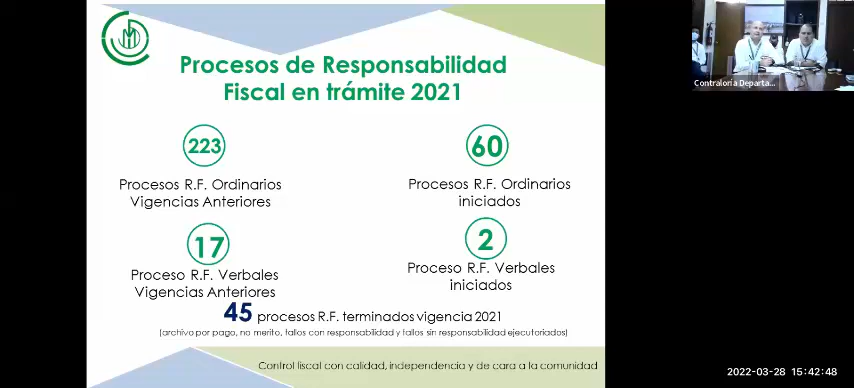 Procesos de Responsabilidad
Fiscal en trámite 2021
223
Procesos R.F. Ordinarios
Vigencias Anteriores
60
Procesos R.F. Ordinarios
iniciados
17
Proceso R.F. Verbales
Vigencias Anteriores
2
Proceso R.F. Verbales
iniciados
45 procesos R.F. terminados vigencia 2021
(archivo por pago, no merito, fallos con responsabilidad y fallos sin responsabilidad ejecutoriados)
Control fiscal con calidad, independencia y de cara a la comunidad
Contraloría Departa...
2022-03-28 15:42:48